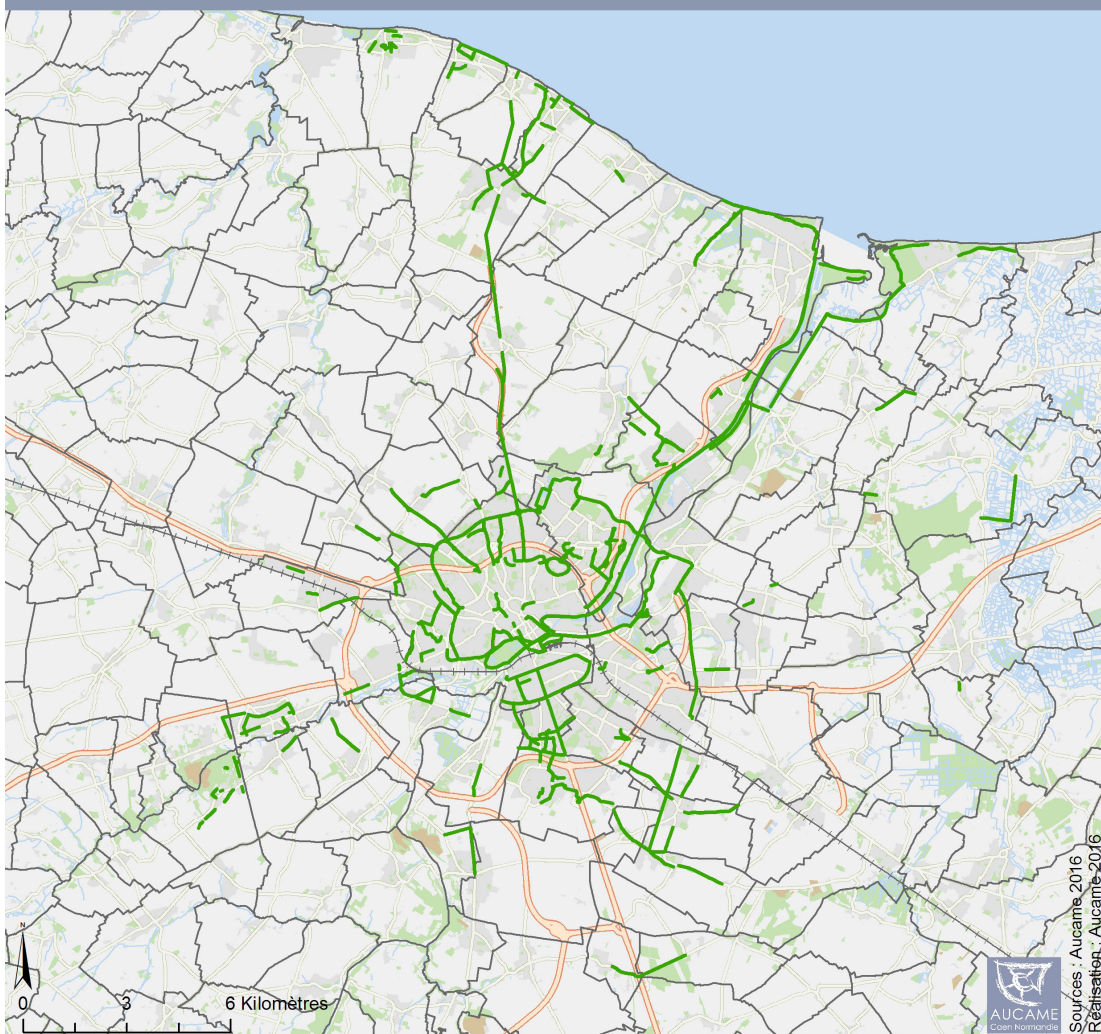 N
0 3 6 Kilomètres
AUCAME
Caen Normandie
Sources : Aucame 2016
Réalisation : Aucame 2016